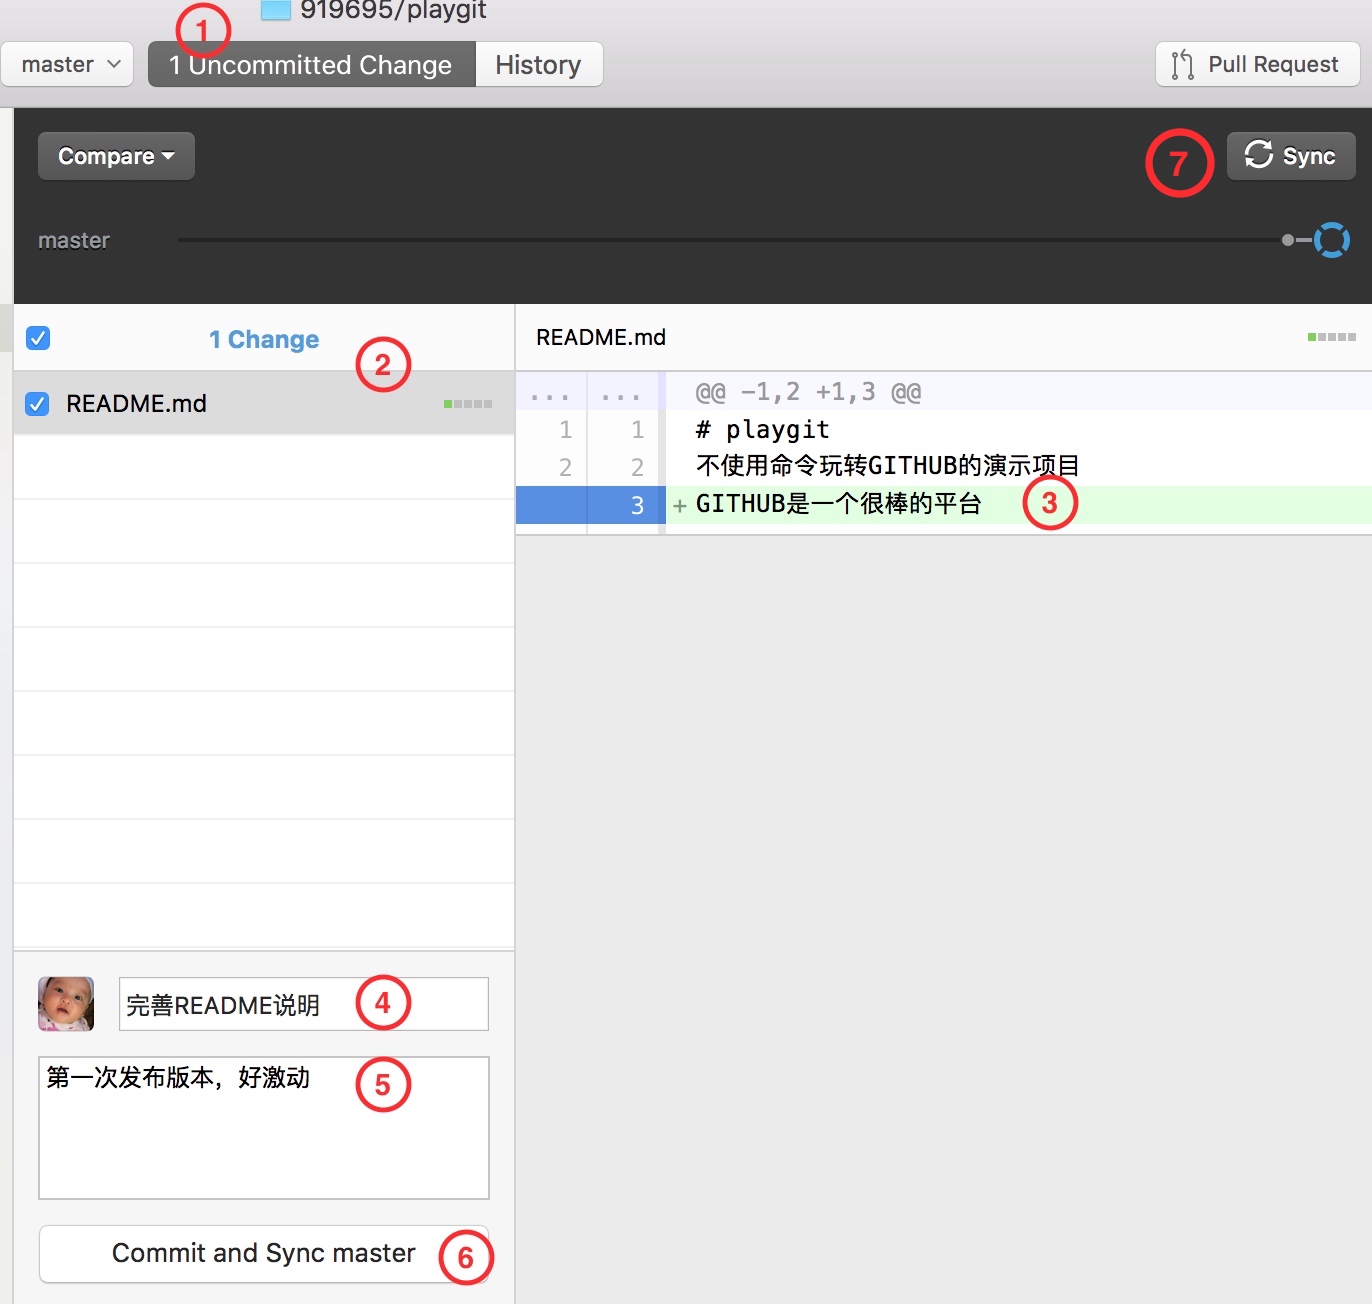 919695/playgit
①
master
1 Uncommitted Change
History
Pull Request
Compare
⑦
Sync
master
1 Change
②
README.md
README.md
... ... @@ -1,2 +1,3 @@
1 1 # playgit
2 2 不使用命令玩转GITHUB的演示项目
3 + GITHUB是一个很棒的平台 ③
完善README说明 ④
第一次发布版本，好激动 ⑤
Commit and Sync master ⑥